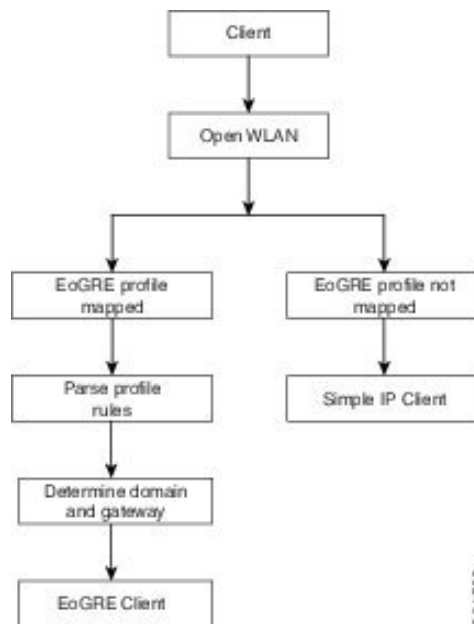 Client
Open WLAN
EoGRE profile
mapped
EoGRE profile not
mapped
Parse profile
rules
Simple IP Client
Determine domain
and gateway
EoGRE Client